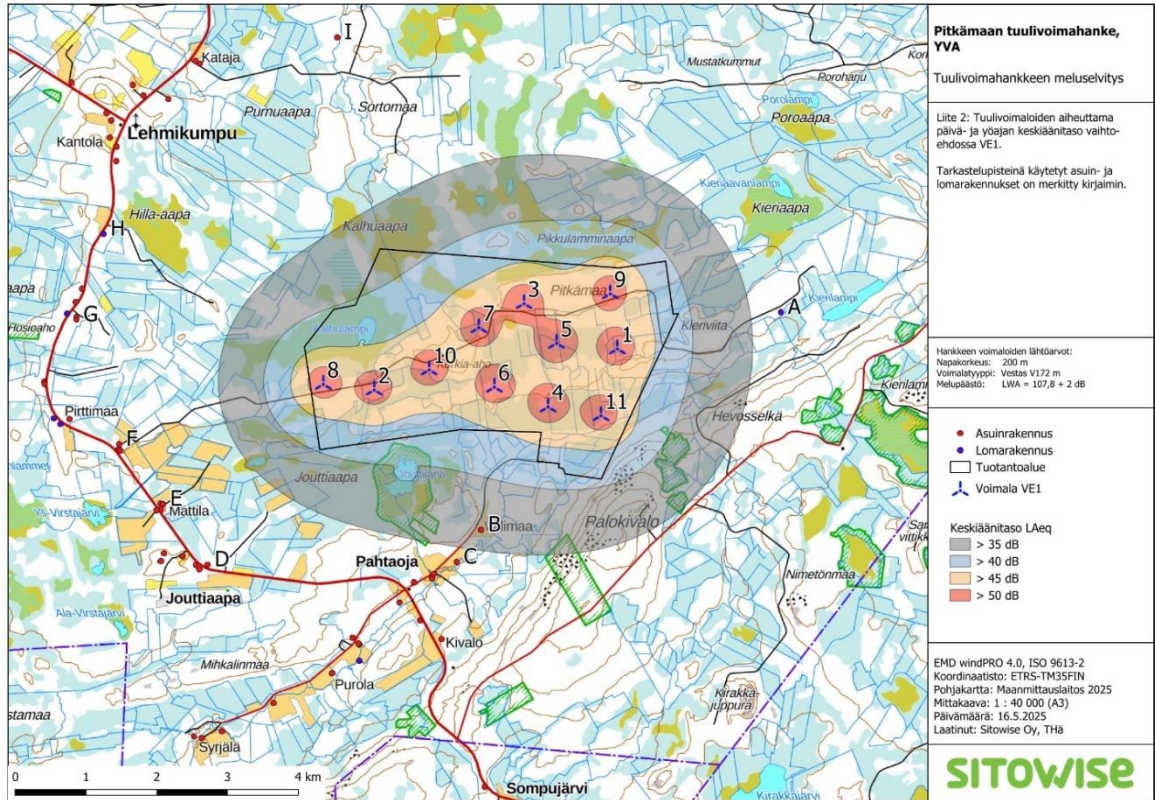 I
Kataja
Mustatkummut
Poroharju
Purnuaapa
Sortomaa
Porolampi
Poroaapa
Lehmikumpu
Kantola
Kieriaavanlampi
Kieriaapa
Hilla-aapa
Kalhuaapa
H
Pikkulamminaapa
Pitkämaa
9
3
A
Kierilampi
7
G
Kieriviita
5
1
10
8
2
6
4
11
Pirttimaa
Hevosselkä
F
Jouttiaapa
E
Mattila
B
Palokivalo
C
D
Pahtaoja
Nimetönmaa
Jouttiaapa
Yli-Virstajärvi
Ala-Virstajärvi
Kivalo
Mihkalinmaa
Purola
Kirakka-
juppura
Syrjälä
Sompujärvi
Kirakkajärvi
0 1 2 3 4 km
Pitkämaan tuulivoimahanke,
YVA
Tuulivoimahankkeen meluselvitys
Liite 2: Tuulivoimaloiden aiheuttama
päivä- ja yöajan keskiäänitaso vaihto-
ehdossa VE1.
Tarkastelupisteinä käytetyt asuin- ja
lomarakennukset on merkitty kirjaimin.
Hankkeen voimaloiden lähtöarvot:
Napakorkeus: 200 m
Voimalatyyppi: Vestas V172 m
Melupäästö: LWA = 107,8 + 2 dB
Asuinrakennus
Lomarakennus
Tuotantoalue
Voimala VE1
Keskiäänitaso LAeq
> 35 dB
> 40 dB
> 45 dB
> 50 dB
EMD windPRO 4.0, ISO 9613-2
Koordinaatisto: ETRS-TM35FIN
Pohjakartta: Maanmittauslaitos 2025
Mittakaava: 1 : 40 000 (A3)
Päivämäärä: 16.5.2025
Laatinut: Sitowise Oy, THä
SITOWISE